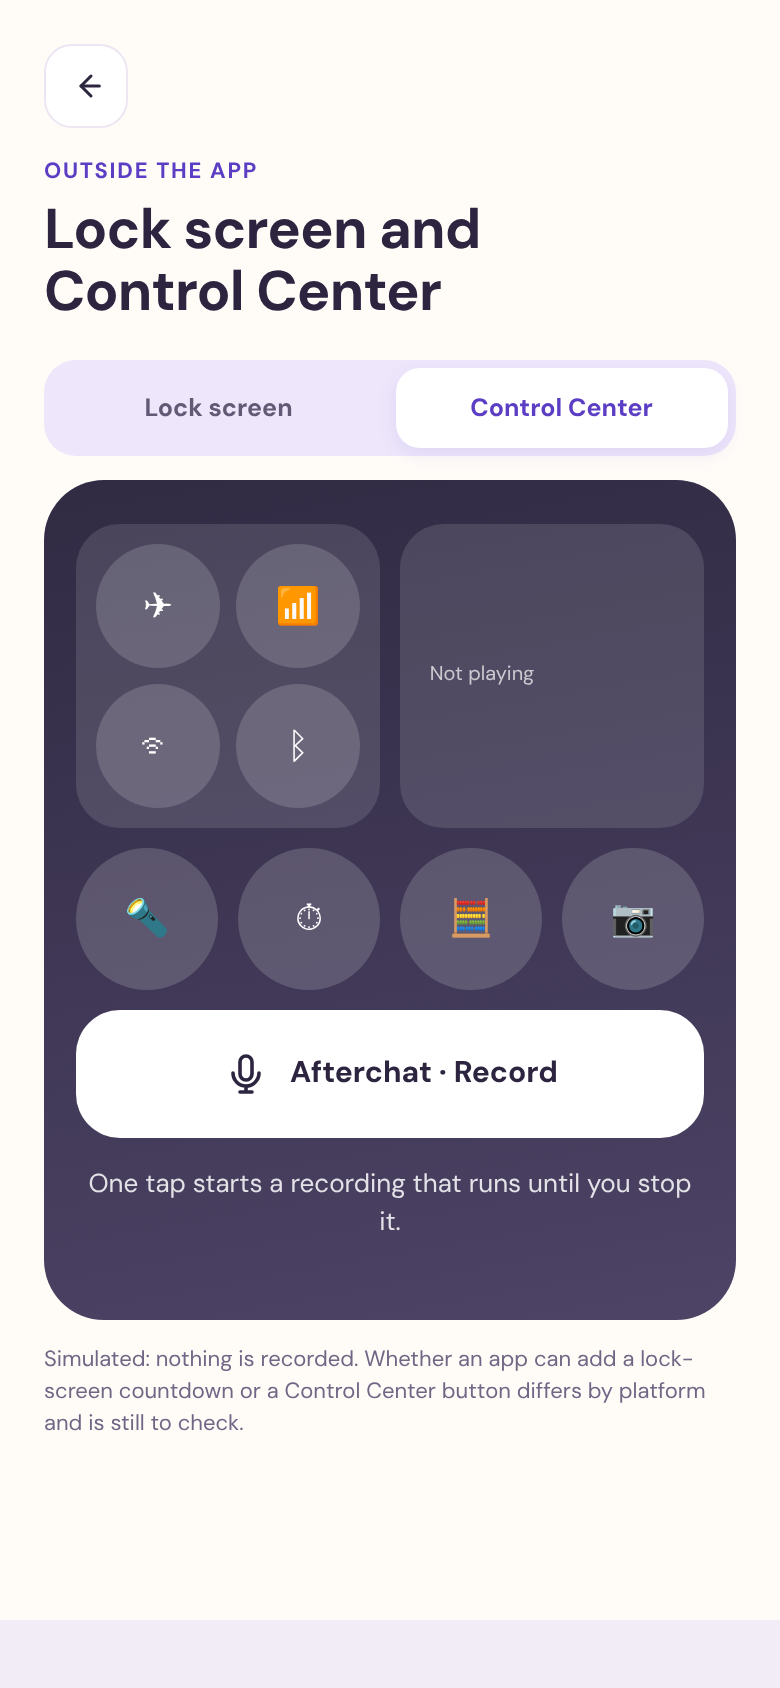 OUTSIDE THE APP
Lock screen and
Control Center
Lock screen
Control Center
Not playing
Afterchat · Record
One tap starts a recording that runs until you stop
it.
Simulated: nothing is recorded. Whether an app can add a lock-
screen countdown or a Control Center button differs by platform
and is still to check.